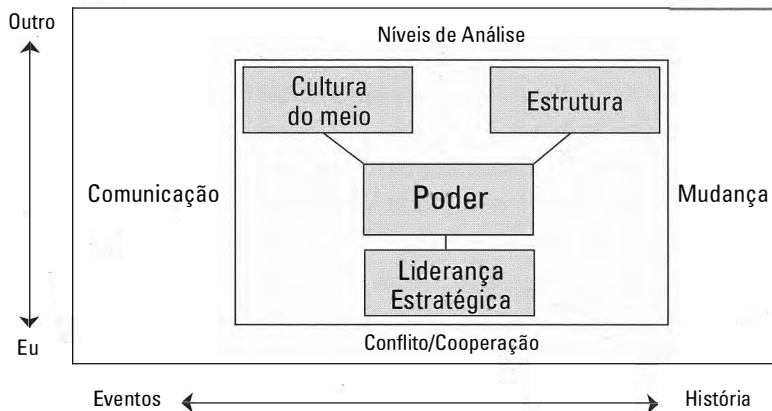 Outro
Níveis de Análise
Cultura
do meio
Estrutura
Comunicação
Poder
Mudança
Liderança
Estratégica
Eu
Conflito/Cooperação
Eventos
História